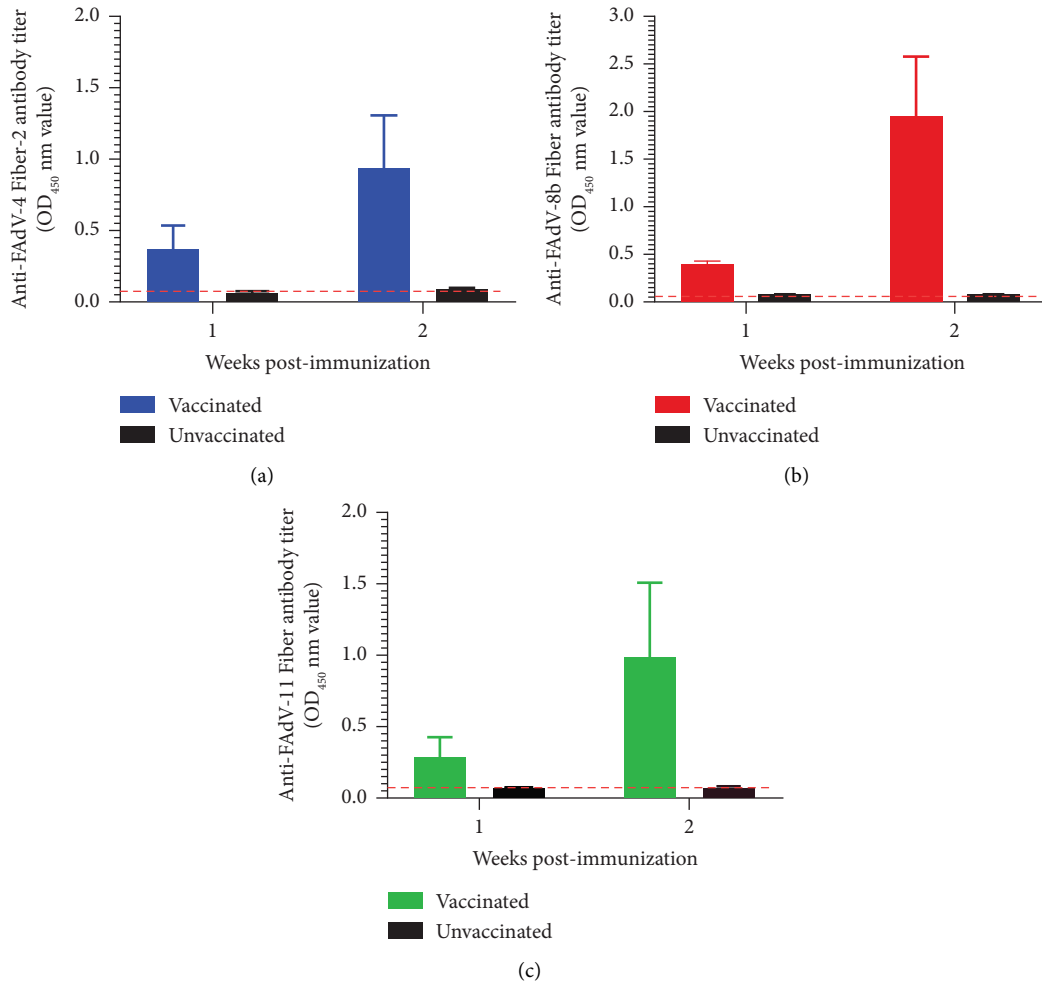 Anti-FAdV-4 Fiber-2 antibody titer
(OD450 nm value)
2.0
1.5
1.0
0.5
0.0
1
2
Weeks post-immunization
Vaccinated
Unvaccinated
(a)
Anti-FAdV-8b Fiber antibody titer
(OD450 nm value)
3.0
2.5
2.0
1.5
1.0
0.5
0.0
1
2
Weeks post-immunization
Vaccinated
Unvaccinated
(b)
Anti-FAdV-11 Fiber antibody titer
(OD450 nm value)
2.0
1.5
1.0
0.5
0.0
1
2
Weeks post-immunization
Vaccinated
Unvaccinated
(c)